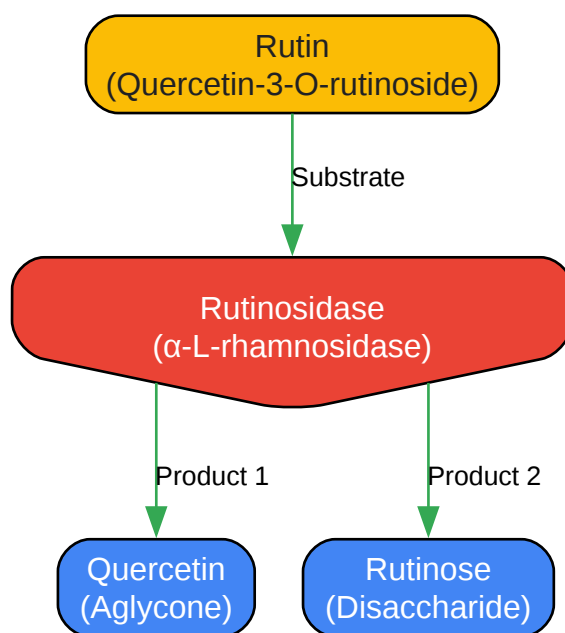 Rutin
(Quercetin-3-O-rutinoside)
Substrate
Rutinosidase
(α-L-rhamnosidase)
Product 1
Product 2
Quercetin
(Aglycone)
Rutinose
(Disaccharide)